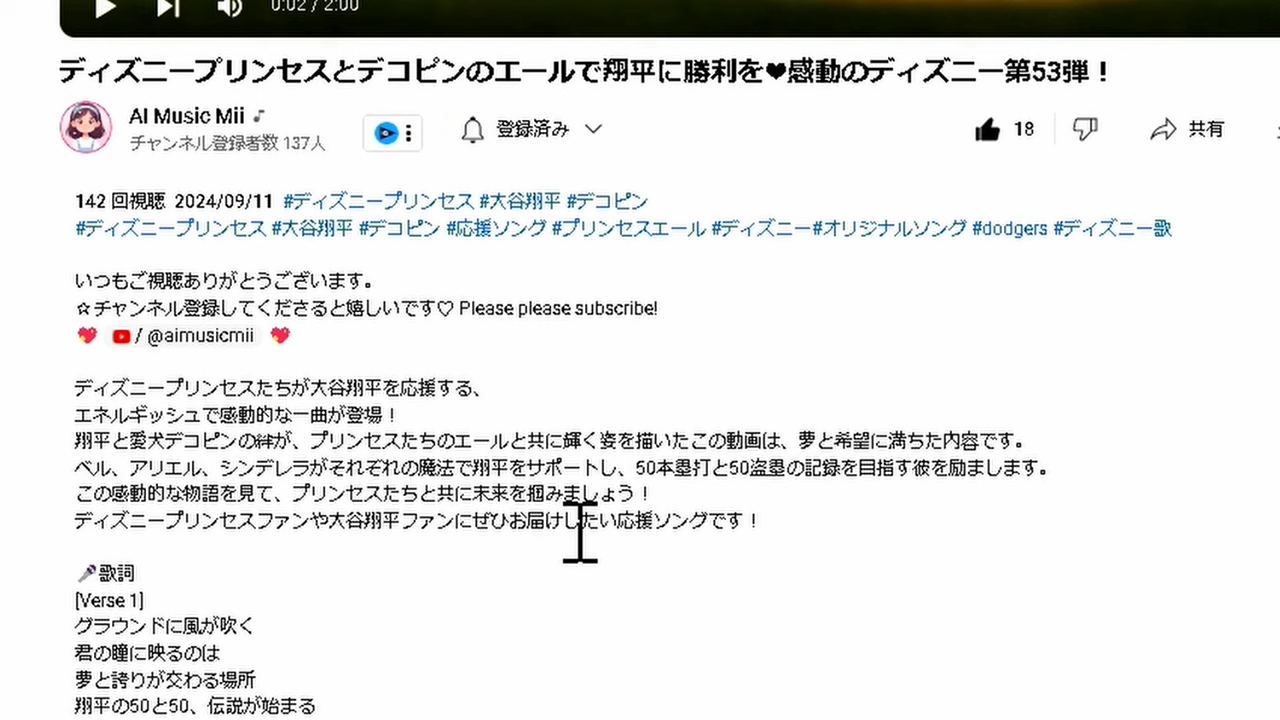 0:02 / 2:00
ディズニープリンセスとデコピンのエールで翔平に勝利を❤感動のディズニー第53弾！
AI Music Mii ♪
チャンネル登録者数 137人
登録済み
18
共有
142 回視聴 2024/09/11 #ディズニープリンセス #大谷翔平 #デコピン
#ディズニープリンセス #大谷翔平 #デコピン #応援ソング #プリンセスエール #ディズニー#オリジナルソング #dodgers #ディズニー歌
いつもご視聴ありがとうございます。
☆チャンネル登録してくださると嬉しいです♡ Please please subscribe!
💖 / @aimusicmii 💖
ディズニープリンセスたちが大谷翔平を応援する、
エネルギッシュで感動的な一曲が登場！
翔平と愛犬デコピンの絆が、プリンセスたちのエールと共に輝く姿を描いたこの動画は、夢と希望に満ちた内容です。
ベル、アリエル、シンデレラがそれぞれの魔法で翔平をサポートし、50本塁打と50盗塁の記録を目指す彼を励まします。
この感動的な物語を見て、プリンセスたちと共に未来を掴みましょう！
ディズニープリンセスファンや大谷翔平ファンにぜひお届けしたい応援ソングです！
🎤歌詞
[Verse 1]
グラウンドに風が吹く
君の瞳に映るのは
夢と誇りが交わる場所
翔平の50と50、伝説が始まる